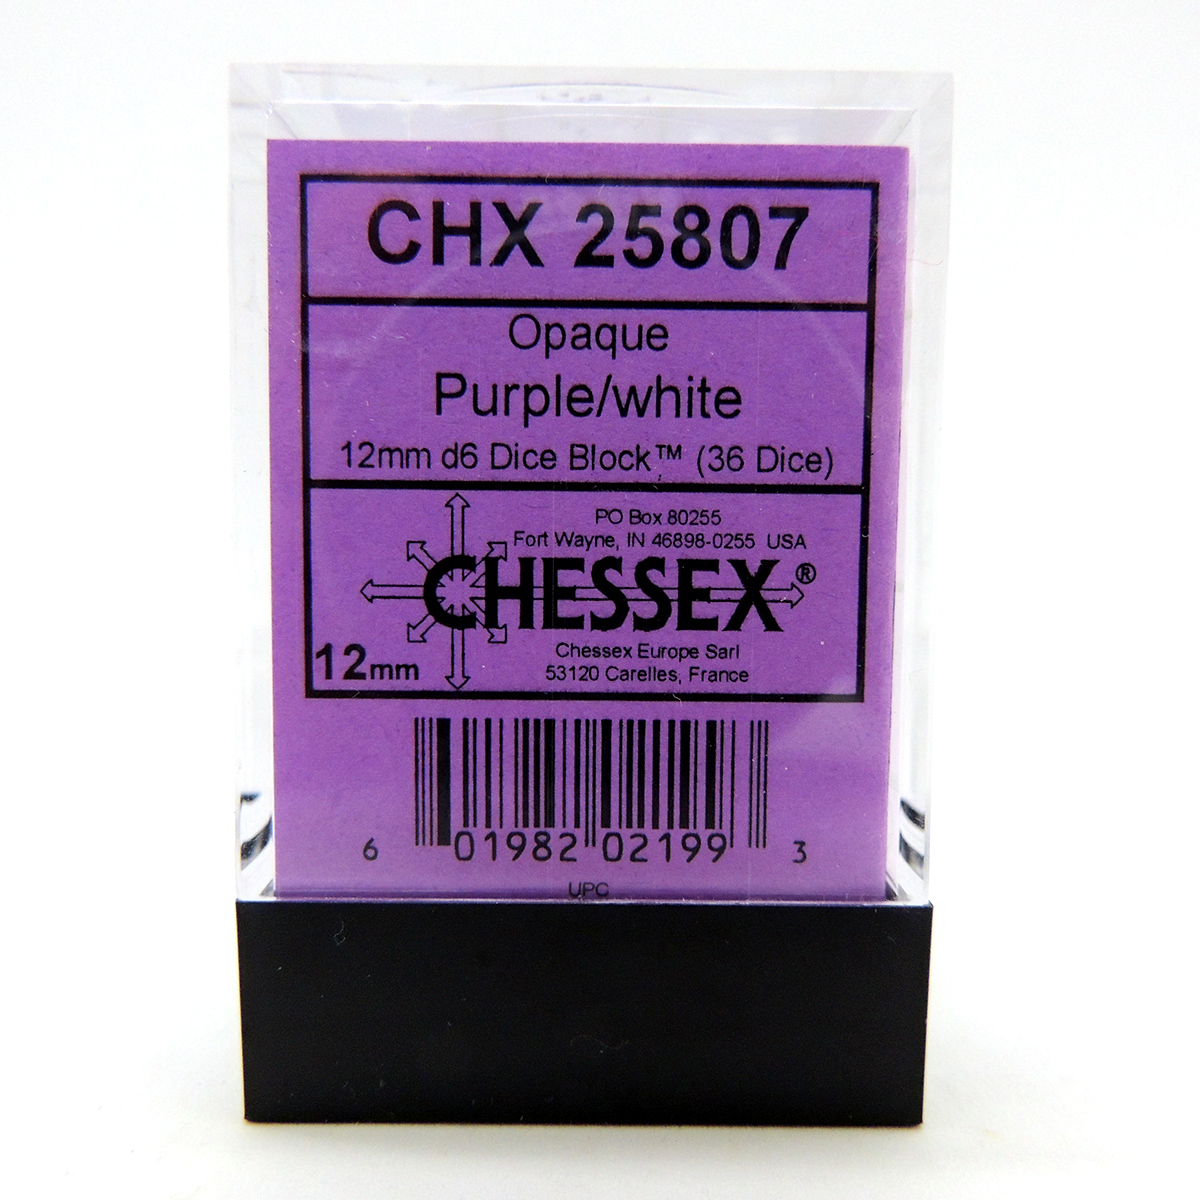 CHX 25807
Opaque
Purple/white
12mm d6 Dice Block™ (36 Dice)
PO Box 80255
Fort Wayne, IN 46898-0255 USA
CHESSEX®
Chessex Europe Sarl
53120 Carelles, France
12mm
6 01982 02199 3
UPC